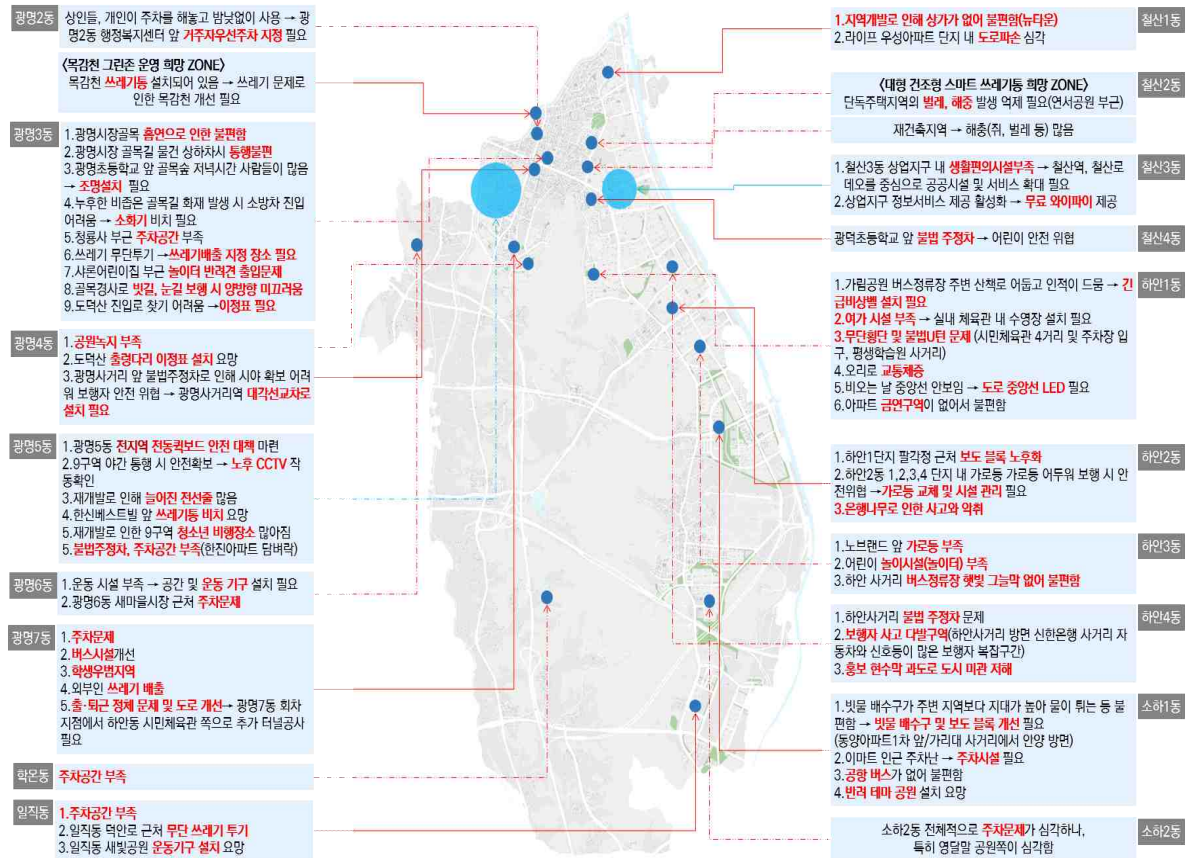 광명2동
상인들, 개인이 주차를 해놓고 밤낮없이 사용 → 광
명2동 행정복지센터 앞 거주자우선주차 지정 필요
〈목감천 그린존 운영 희망 ZONE〉
목감천 쓰레기통 설치되어 있음 → 쓰레기 문제로
인한 목감천 개선 필요
광명3동
1.광명시장골목 흡연으로 인한 불편함
2.광명시장 골목길 물건 상하차시 통행불편
3.광명초등학교 앞 골목숲 저녁시간 사람들이 많음
→ 조명설치 필요
4.누후한 비좁은 골목길 화재 발생 시 소방차 진입
어려움 → 소화기 비치 필요
5.청룡사 부근 주차공간 부족
6.쓰레기 무단투기 →쓰레기배출 지정 장소 필요
7.샤론어린이집 부근 놀이터 반려견 출입문제
8.골목경사로 빗길, 눈길 보행 시 양방향 미끄러움
9.도덕산 진입로 찾기 어려움 →이정표 필요
광명4동
1.공원녹지 부족
2.도덕산 출렁다리 이정표 설치 요망
3.광명사거리 앞 불법주정차로 인해 시야 확보 어려
워 보행자 안전 위협 → 광명사거리역 대각선교차로
설치 필요
광명5동
1.광명5동 전지역 전동퀵보드 안전 대책 마련
2.9구역 야간 통행 시 안전확보 → 노후 CCTV 작
동확인
3.재개발로 인해 늘어진 전선줄 많음
4.한신베스트빌 앞 쓰레기통 비치 요망
5.재개발로 인한 9구역 청소년 비행장소 많아짐
5.불법주정차, 주차공간 부족(한진아파트 담벼락)
광명6동
1.운동 시설 부족 → 공간 및 운동 기구 설치 필요
2.광명6동 새마을시장 근처 주차문제
광명7동
1.주차문제
2.버스시설개선
3.학생우범지역
4.외부인 쓰레기 배출
5.출·퇴근 정체 문제 및 도로 개선→ 광명7동 회차
지점에서 하안동 시민체육관 쪽으로 추가 터널공사
필요
학온동
주차공간 부족
일직동
1.주차공간 부족
2.일직동 덕안로 근처 무단 쓰레기 투기
3.일직동 새빛공원 운동기구 설치 요망
철산1동
1.지역개발로 인해 상가가 없어 불편함(뉴타운)
2.라이프 우성아파트 단지 내 도로파손 심각
철산2동
〈대형 건조형 스마트 쓰레기통 희망 ZONE〉
단독주택지역의 벌레, 해충 발생 억제 필요(연서공원 부근)
재건축지역 → 해충(쥐, 벌레 등) 많음
철산3동
1.철산3동 상업지구 내 생활편의시설부족 → 철산역, 철산로
데오를 중심으로 공공시설 및 서비스 확대 필요
2.상업지구 정보서비스 제공 활성화 → 무료 와이파이 제공
철산4동
광덕초등학교 앞 불법 주정차 → 어린이 안전 위협
하안1동
1.가림공원 버스정류장 주변 산책로 어둡고 인적이 드뭄 → 긴
급비상벨 설치 필요
2.여가 시설 부족 → 실내 체육관 내 수영장 설치 필요
3.무단횡단 및 불법U턴 문제 (시민체육관 4거리 및 주차장 입
구, 평생학습원 사거리)
4.오리로 교통체증
5.비오는 날 중앙선 안보임 → 도로 중앙선 LED 필요
6.아파트 금연구역이 없어서 불편함
하안2동
1.하안1단지 팔각정 근처 보도 블록 노후화
2.하안2동 1,2,3,4 단지 내 가로등 가로등 어두워 보행 시 안
전위협 →가로등 교체 및 시설 관리 필요
3.은행나무로 인한 사고와 악취
하안3동
1.노브랜드 앞 가로등 부족
2.어린이 놀이시설(놀이터) 부족
3.하안 사거리 버스정류장 햇빛 그늘막 없어 불편함
하안4동
1.하안사거리 불법 주정차 문제
2.보행자 사고 다발구역(하안사거리 방면 신한은행 사거리 자
동차와 신호등이 많은 보행자 복잡구간)
3.홍보 현수막 과도로 도시 미관 저해
소하1동
1.빗물 배수구가 주변 지역보다 지대가 높아 물이 튀는 등 불
편함 → 빗물 배수구 및 보도 블록 개선 필요
(동양아파트1차 앞/가리대 사거리에서 안양 방면)
2.이마트 인근 주차난 → 주차시설 필요
3.공항 버스가 없어 불편함
4.반려 테마 공원 설치 요망
소하2동
소하2동 전체적으로 주차문제가 심각하나,
특히 영달말 공원쪽이 심각함